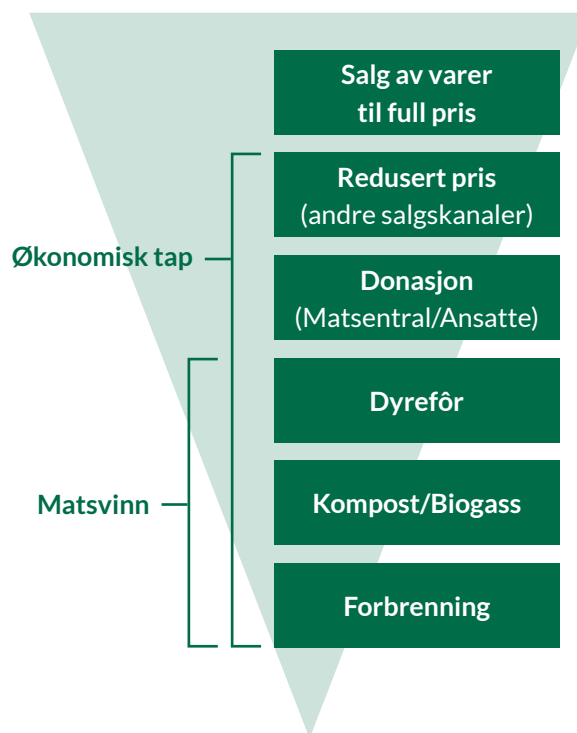 Salg av varer
til full pris
Redusert pris
(andre salgskanaler)
Økonomisk tap
Donasjon
(Matsentral/Ansatte)
Dyrefôr
Matsvinn
Kompost/Biogass
Forbrenning